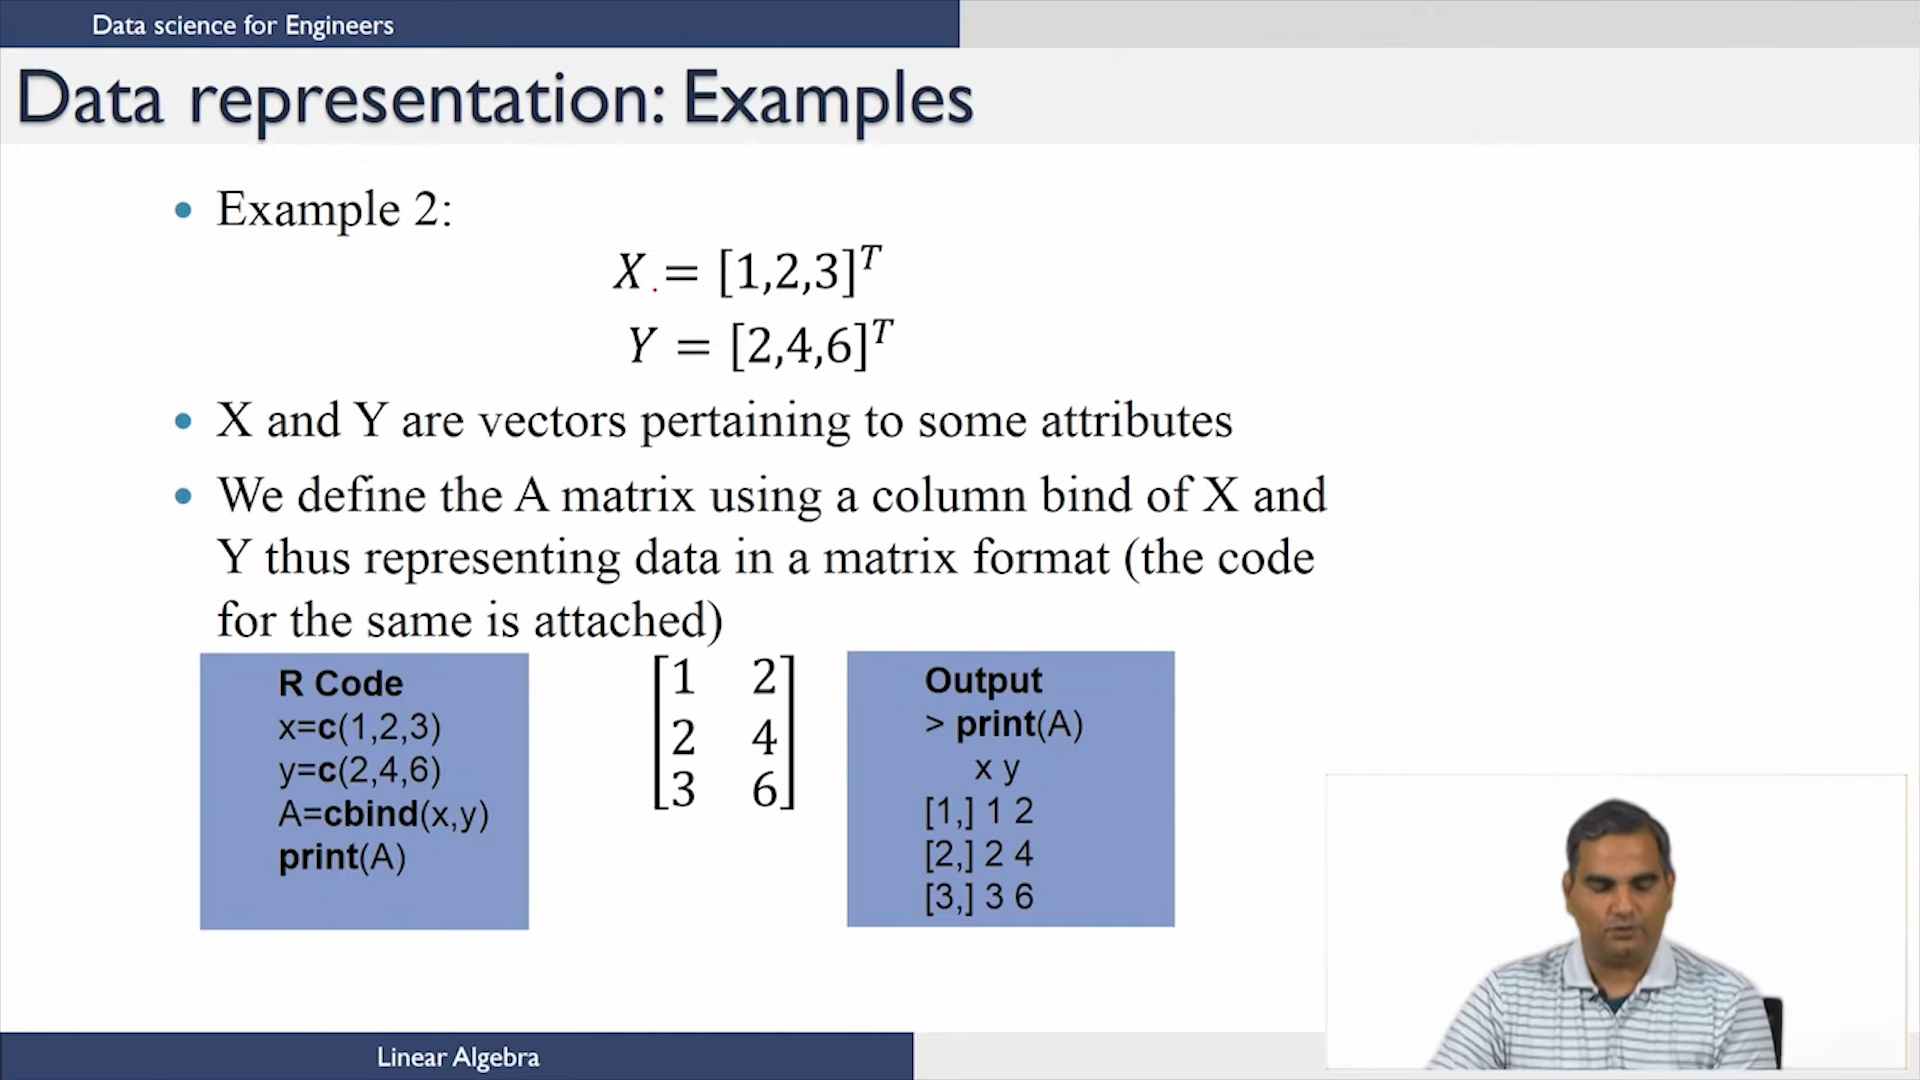 Data science for Engineers
Data representation: Examples
• Example 2:
X = [1,2,3]^T
Y = [2,4,6]^T
• X and Y are vectors pertaining to some attributes
• We define the A matrix using a column bind of X and
Y thus representing data in a matrix format (the code
for the same is attached)
R Code
x=c(1,2,3)
y=c(2,4,6)
A=cbind(x,y)
print(A)
1 2
2 4
3 6
Output
> print(A)
x y
[1,] 1 2
[2,] 2 4
[3,] 3 6
Linear Algebra